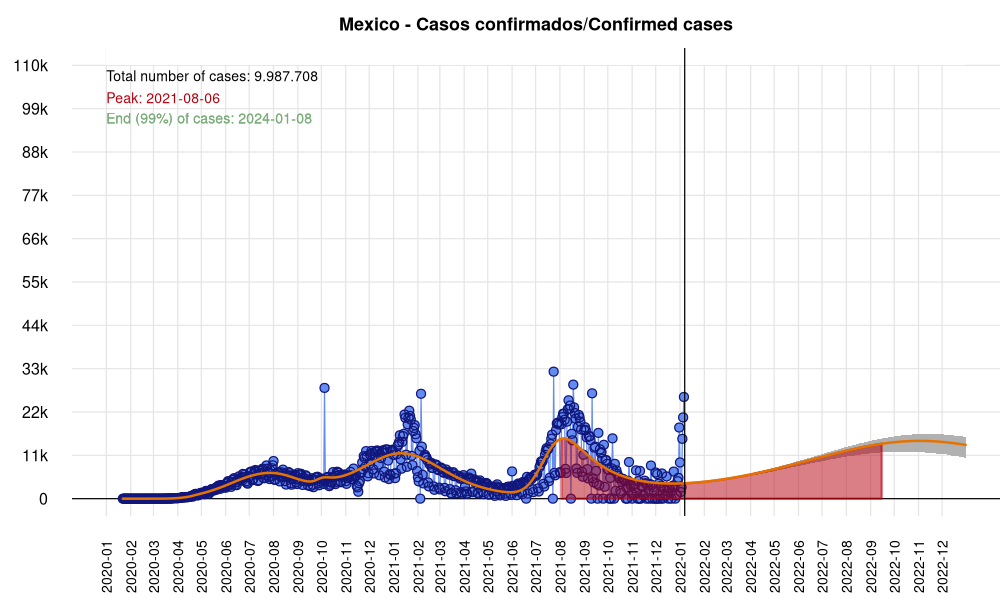 Mexico - Casos confirmados/Confirmed cases
Total number of cases: 9.987.708
Peak: 2021-08-06
End (99%) of cases: 2024-01-08
110k
99k
88k
77k
66k
55k
44k
33k
22k
11k
0
2020-01
2020-02
2020-03
2020-04
2020-05
2020-06
2020-07
2020-08
2020-09
2020-10
2020-11
2020-12
2021-01
2021-02
2021-03
2021-04
2021-05
2021-06
2021-07
2021-08
2021-09
2021-10
2021-11
2021-12
2022-01
2022-02
2022-03
2022-04
2022-05
2022-06
2022-07
2022-08
2022-09
2022-10
2022-11
2022-12